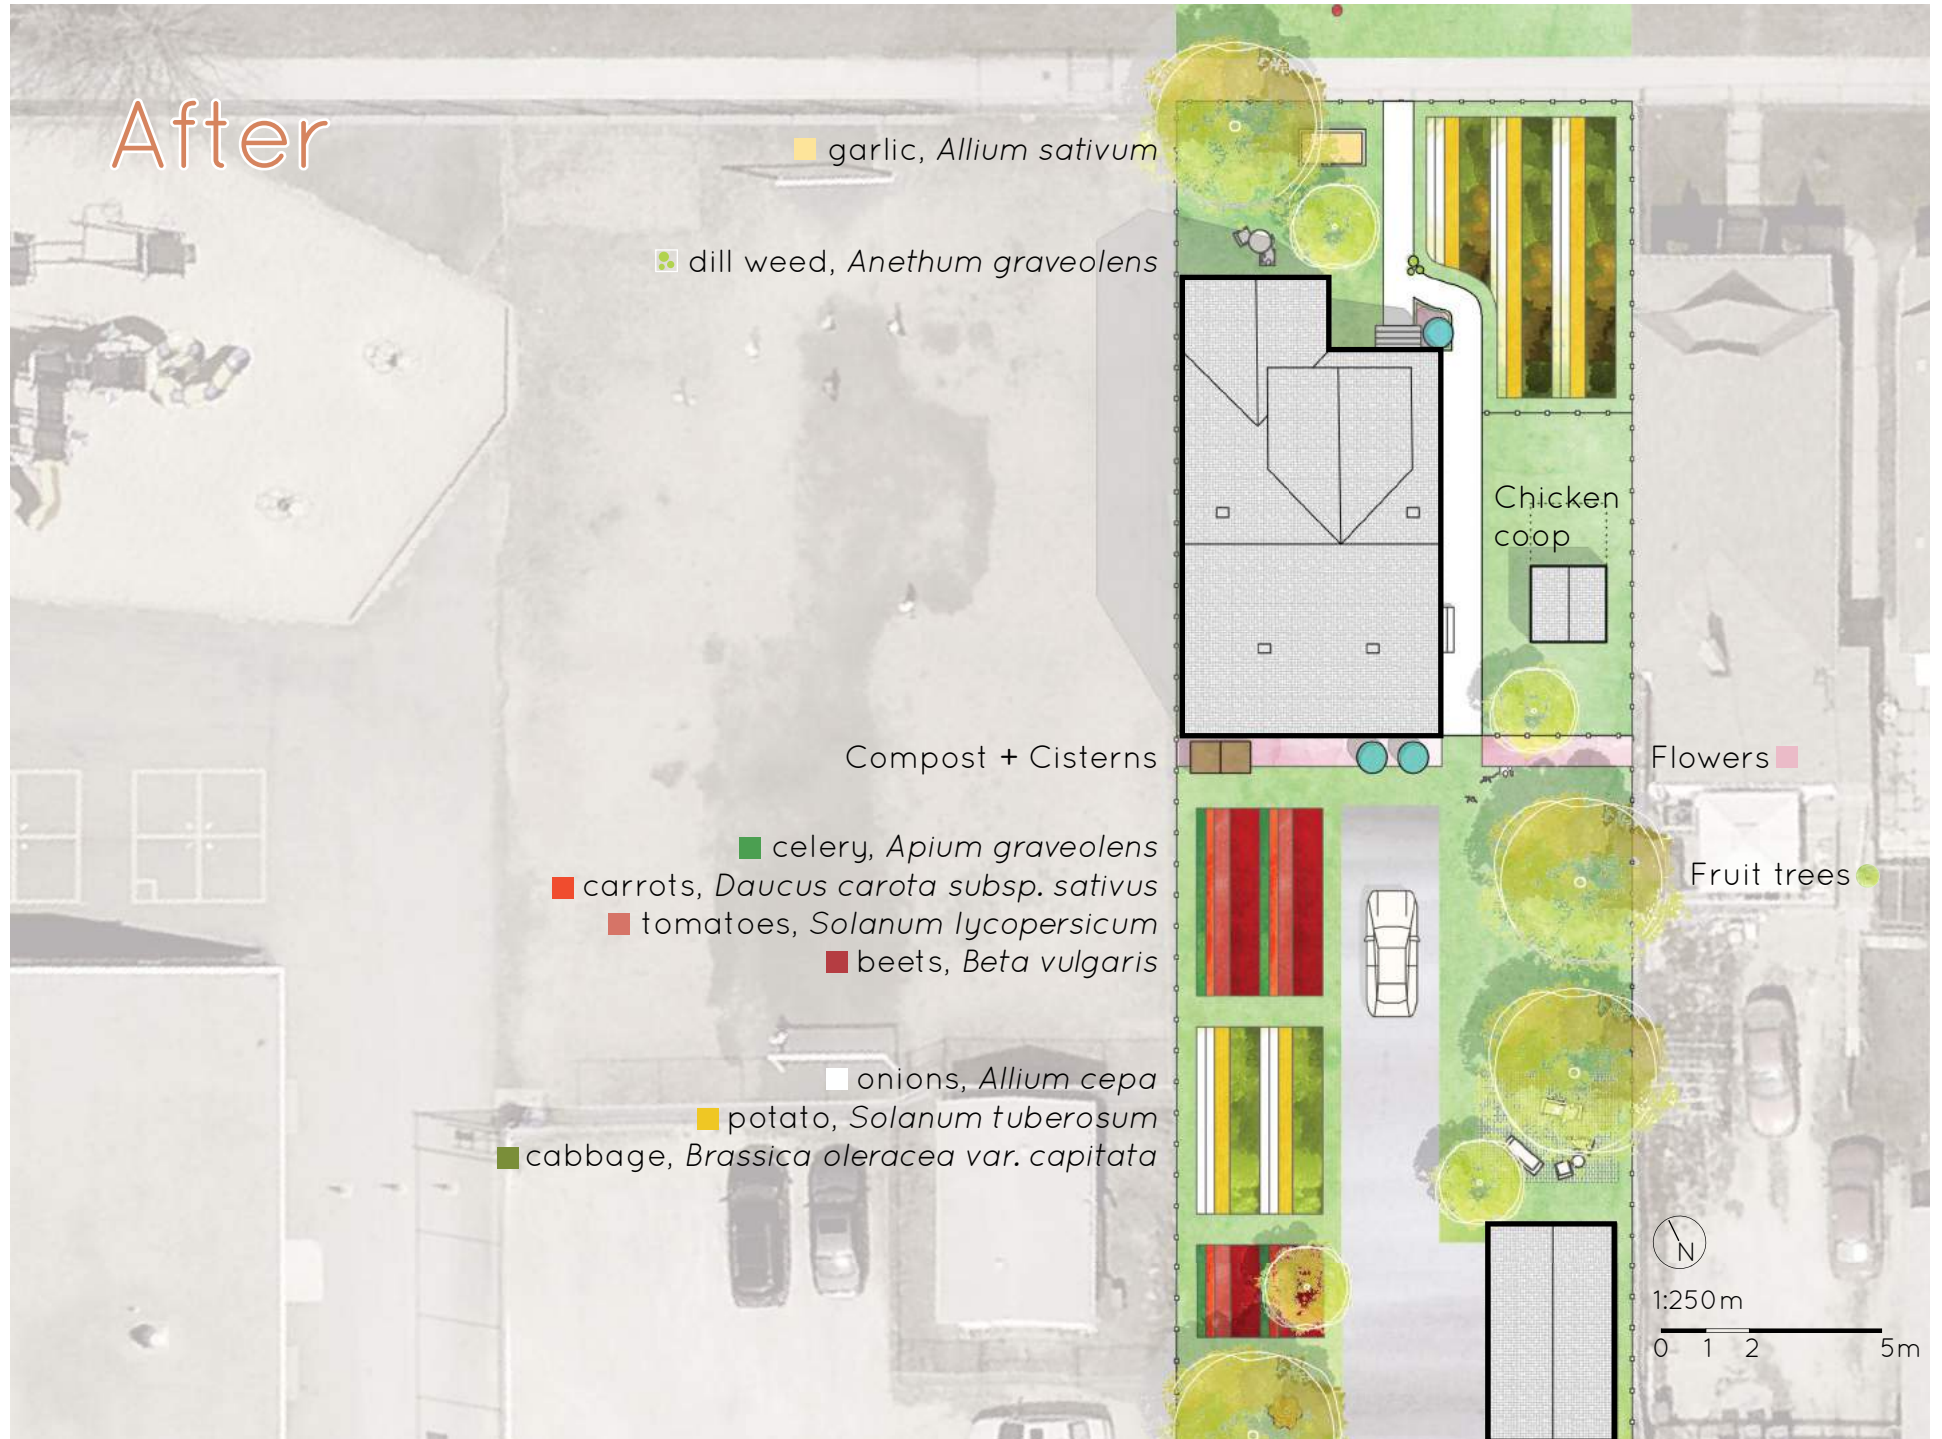 After
garlic, Allium sativum
dill weed, Anethum graveolens
Chicken
coop
Compost + Cisterns
Flowers
celery, Apium graveolens
carrots, Daucus carota subsp. sativus
tomatoes, Solanum lycopersicum
beets, Beta vulgaris
Fruit trees
onions, Allium cepa
potato, Solanum tuberosum
cabbage, Brassica oleracea var. capitata
N
1:250m
0 1 2 5m